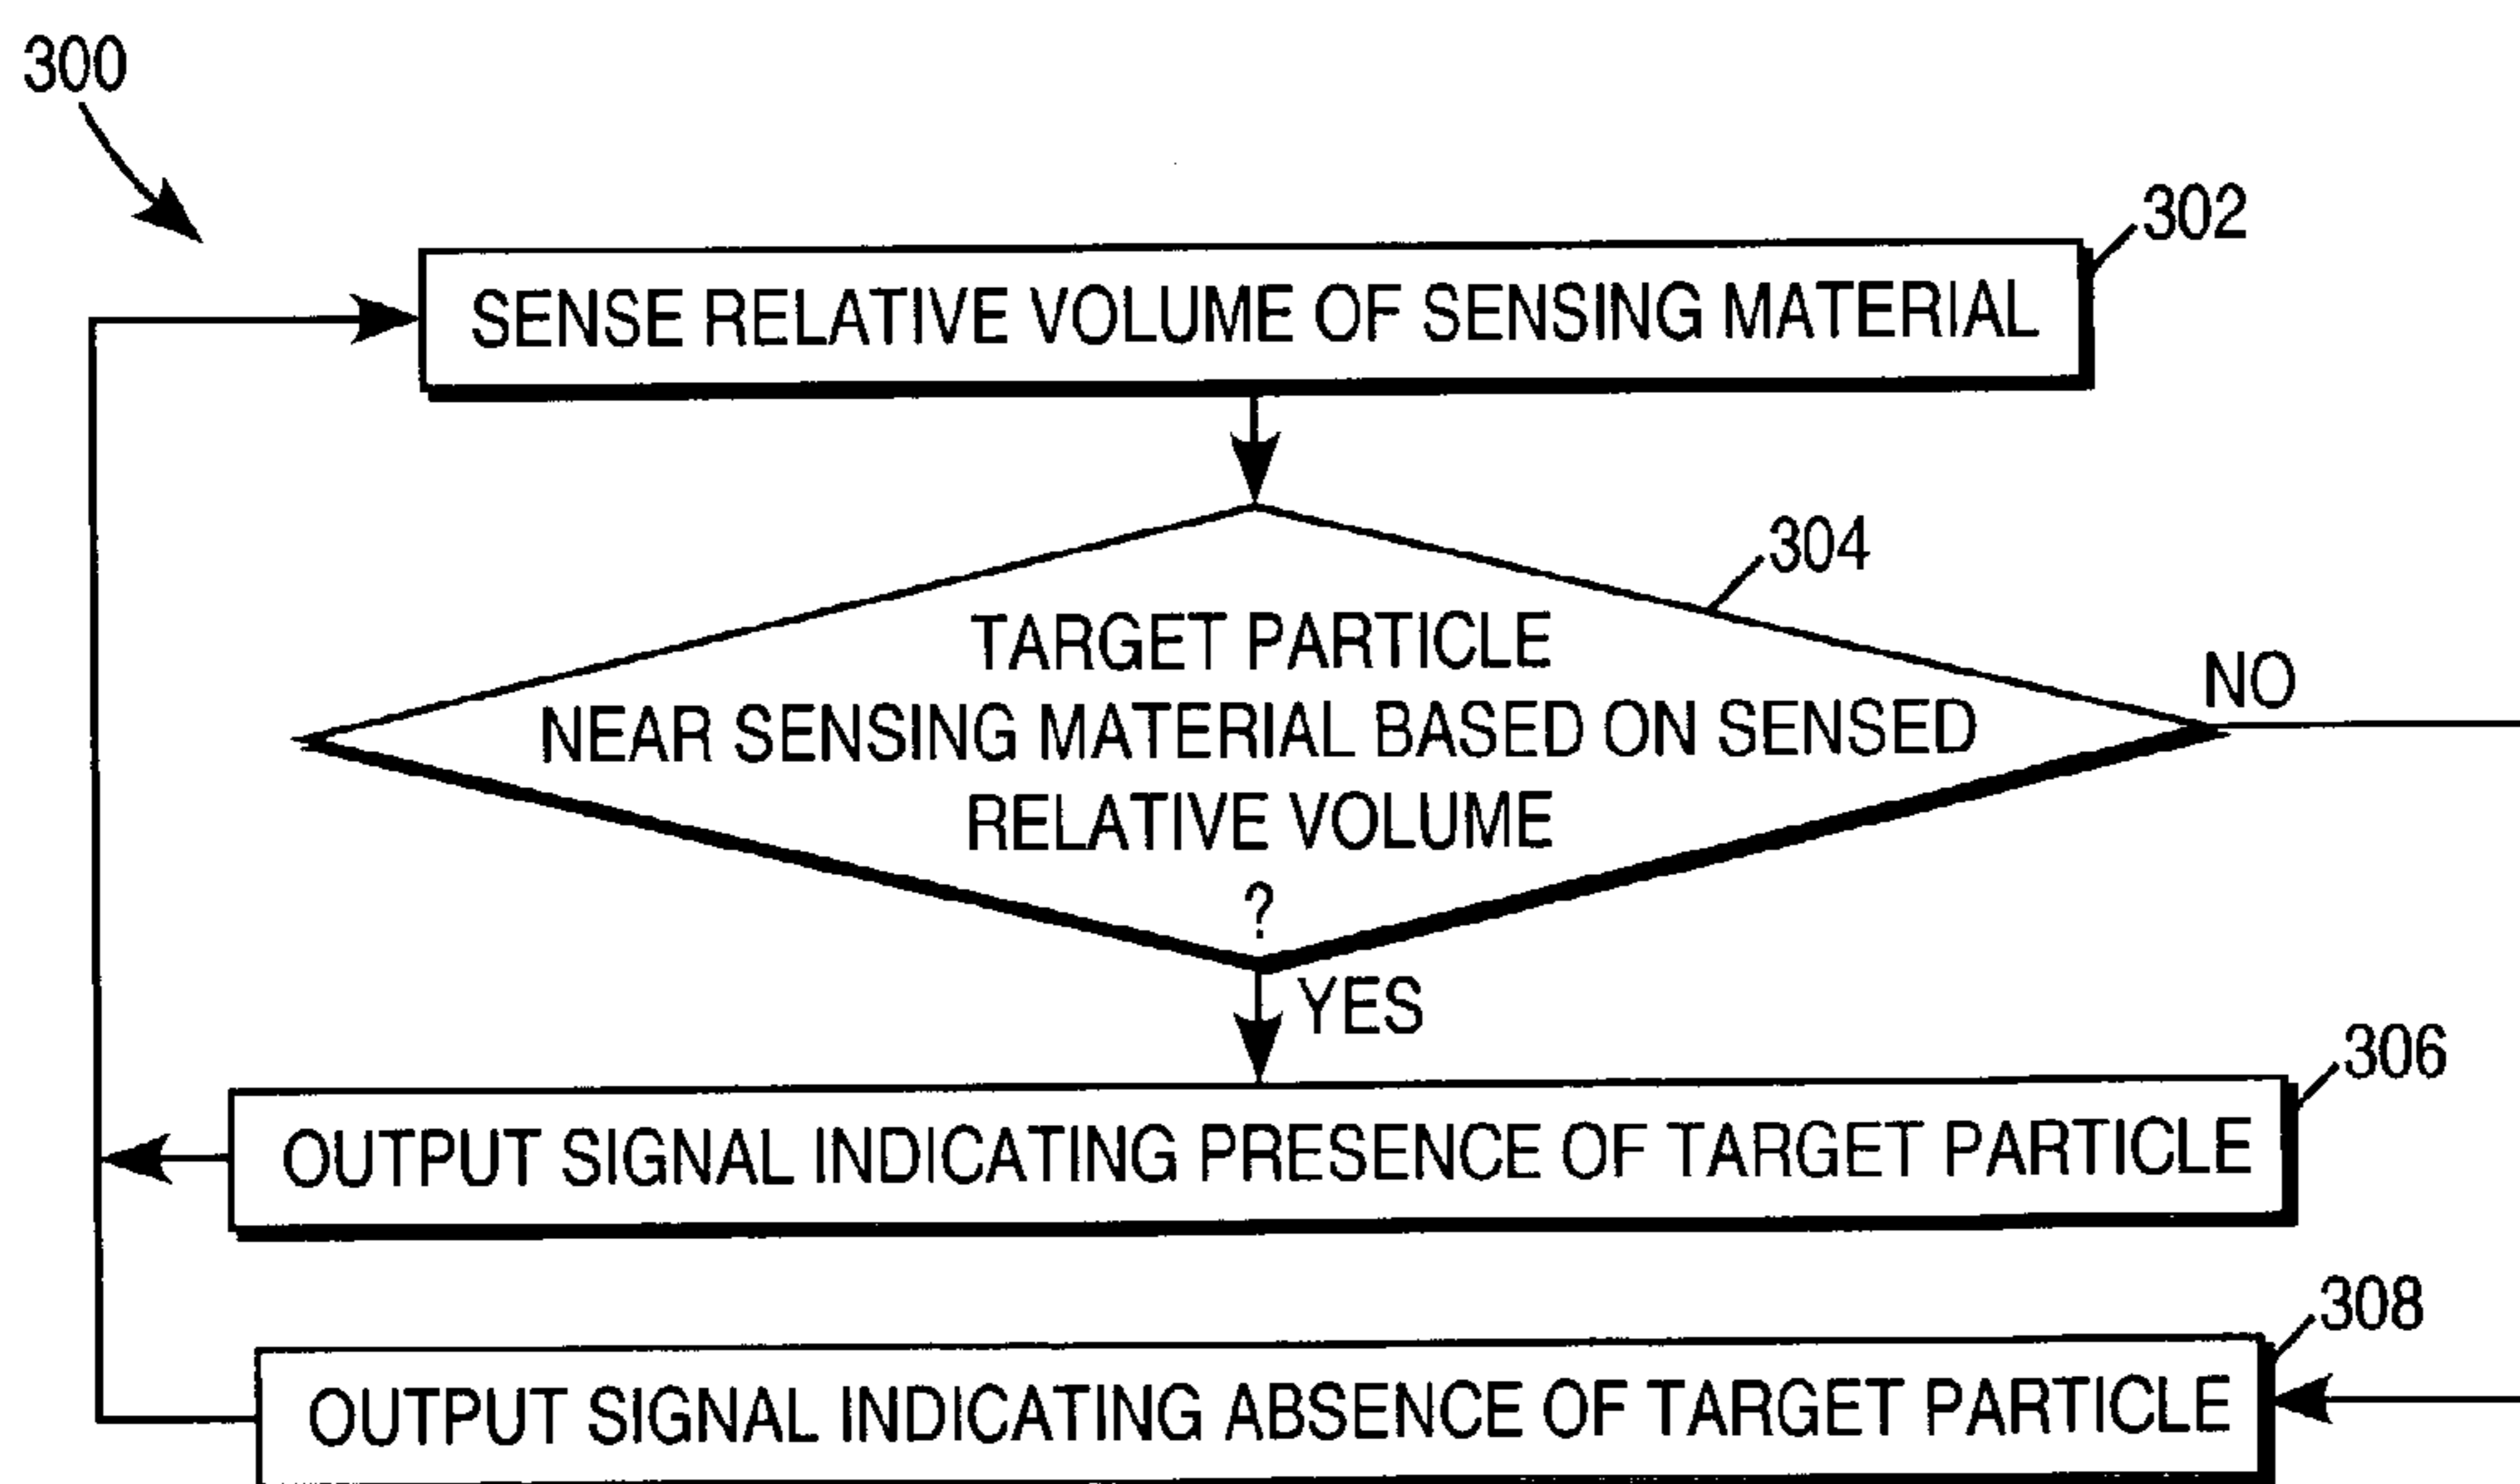 300
302
SENSE RELATIVE VOLUME OF SENSING MATERIAL
304
TARGET PARTICLE
NEAR SENSING MATERIAL BASED ON SENSED
RELATIVE VOLUME
?
NO
YES
306
OUTPUT SIGNAL INDICATING PRESENCE OF TARGET PARTICLE
308
OUTPUT SIGNAL INDICATING ABSENCE OF TARGET PARTICLE